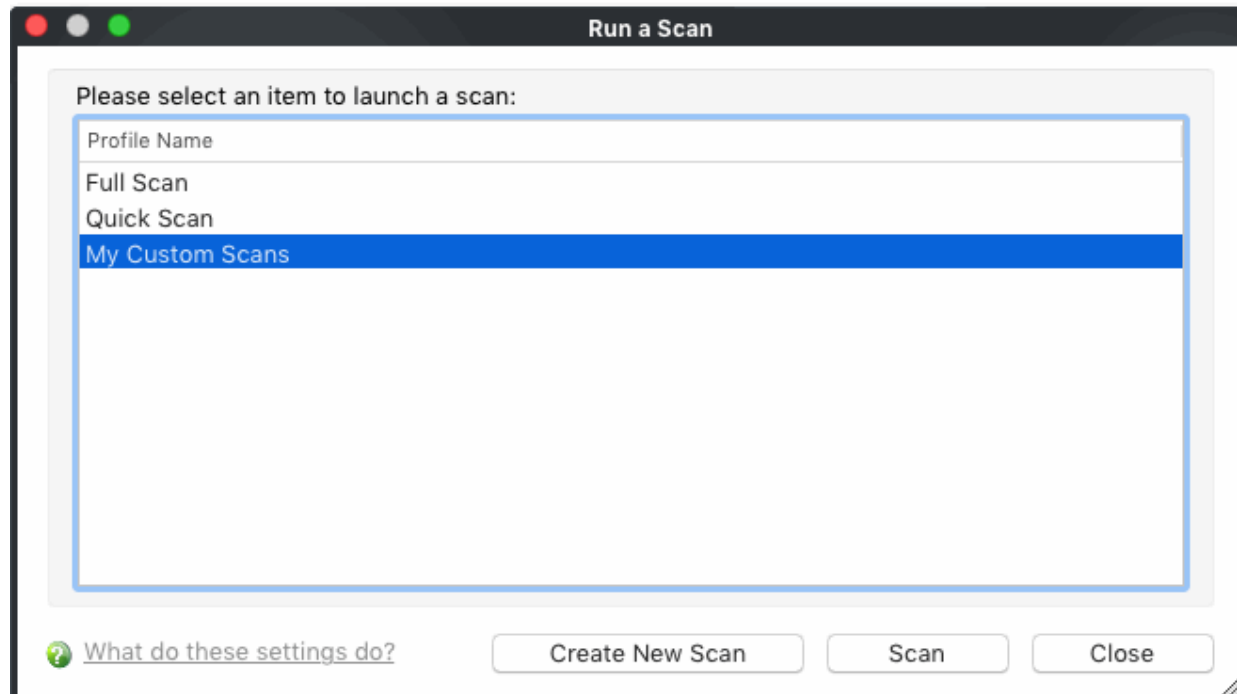 Run a Scan
Please select an item to launch a scan:
Profile Name
Full Scan
Quick Scan
My Custom Scans
What do these settings do?
Create New Scan
Scan
Close